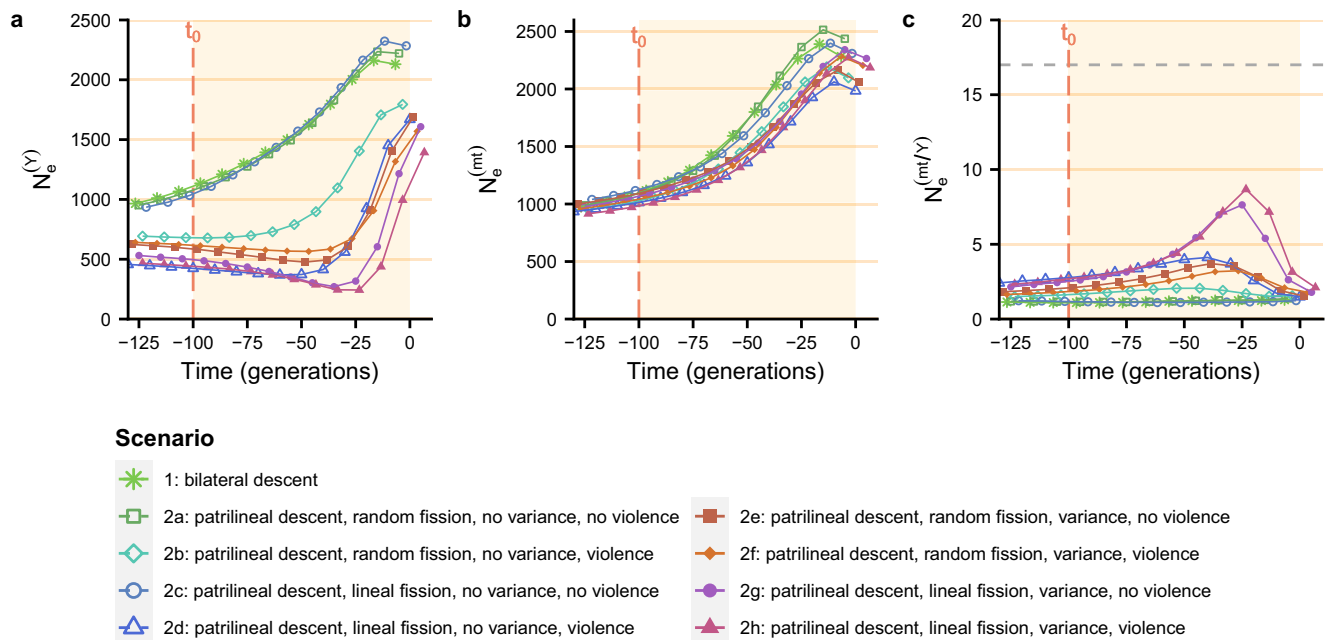 a
b
c
2500
2000
1500
1000
500
0
t0
−125 −100 −75 −50 −25 0
Time (generations)
Ne(Y)
2500
2000
1500
1000
500
0
t0
−125 −100 −75 −50 −25 0
Time (generations)
Ne(mt)
20
15
10
5
0
t0
−125 −100 −75 −50 −25 0
Time (generations)
Ne(mt/Y)
Scenario
1: bilateral descent
2a: patrilineal descent, random fission, no variance, no violence
2b: patrilineal descent, random fission, no variance, violence
2c: patrilineal descent, lineal fission, no variance, no violence
2d: patrilineal descent, lineal fission, no variance, violence
2e: patrilineal descent, random fission, variance, no violence
2f: patrilineal descent, random fission, variance, violence
2g: patrilineal descent, lineal fission, variance, no violence
2h: patrilineal descent, lineal fission, variance, violence